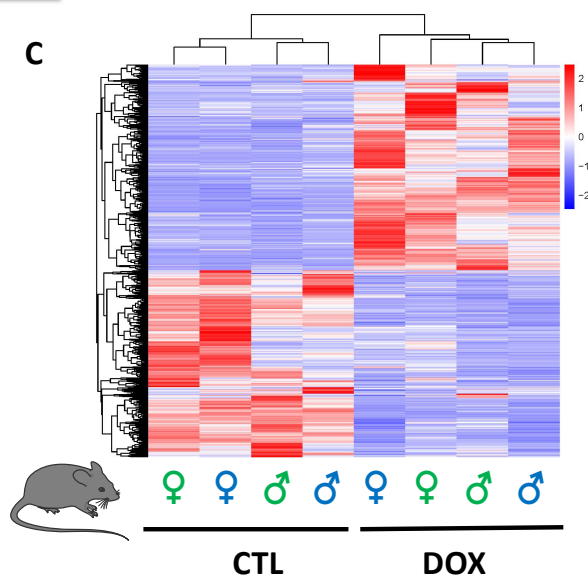 C
2
1
0
−1
−2
♀ ♀ ♂ ♂ ♀ ♀ ♂ ♂
CTL DOX